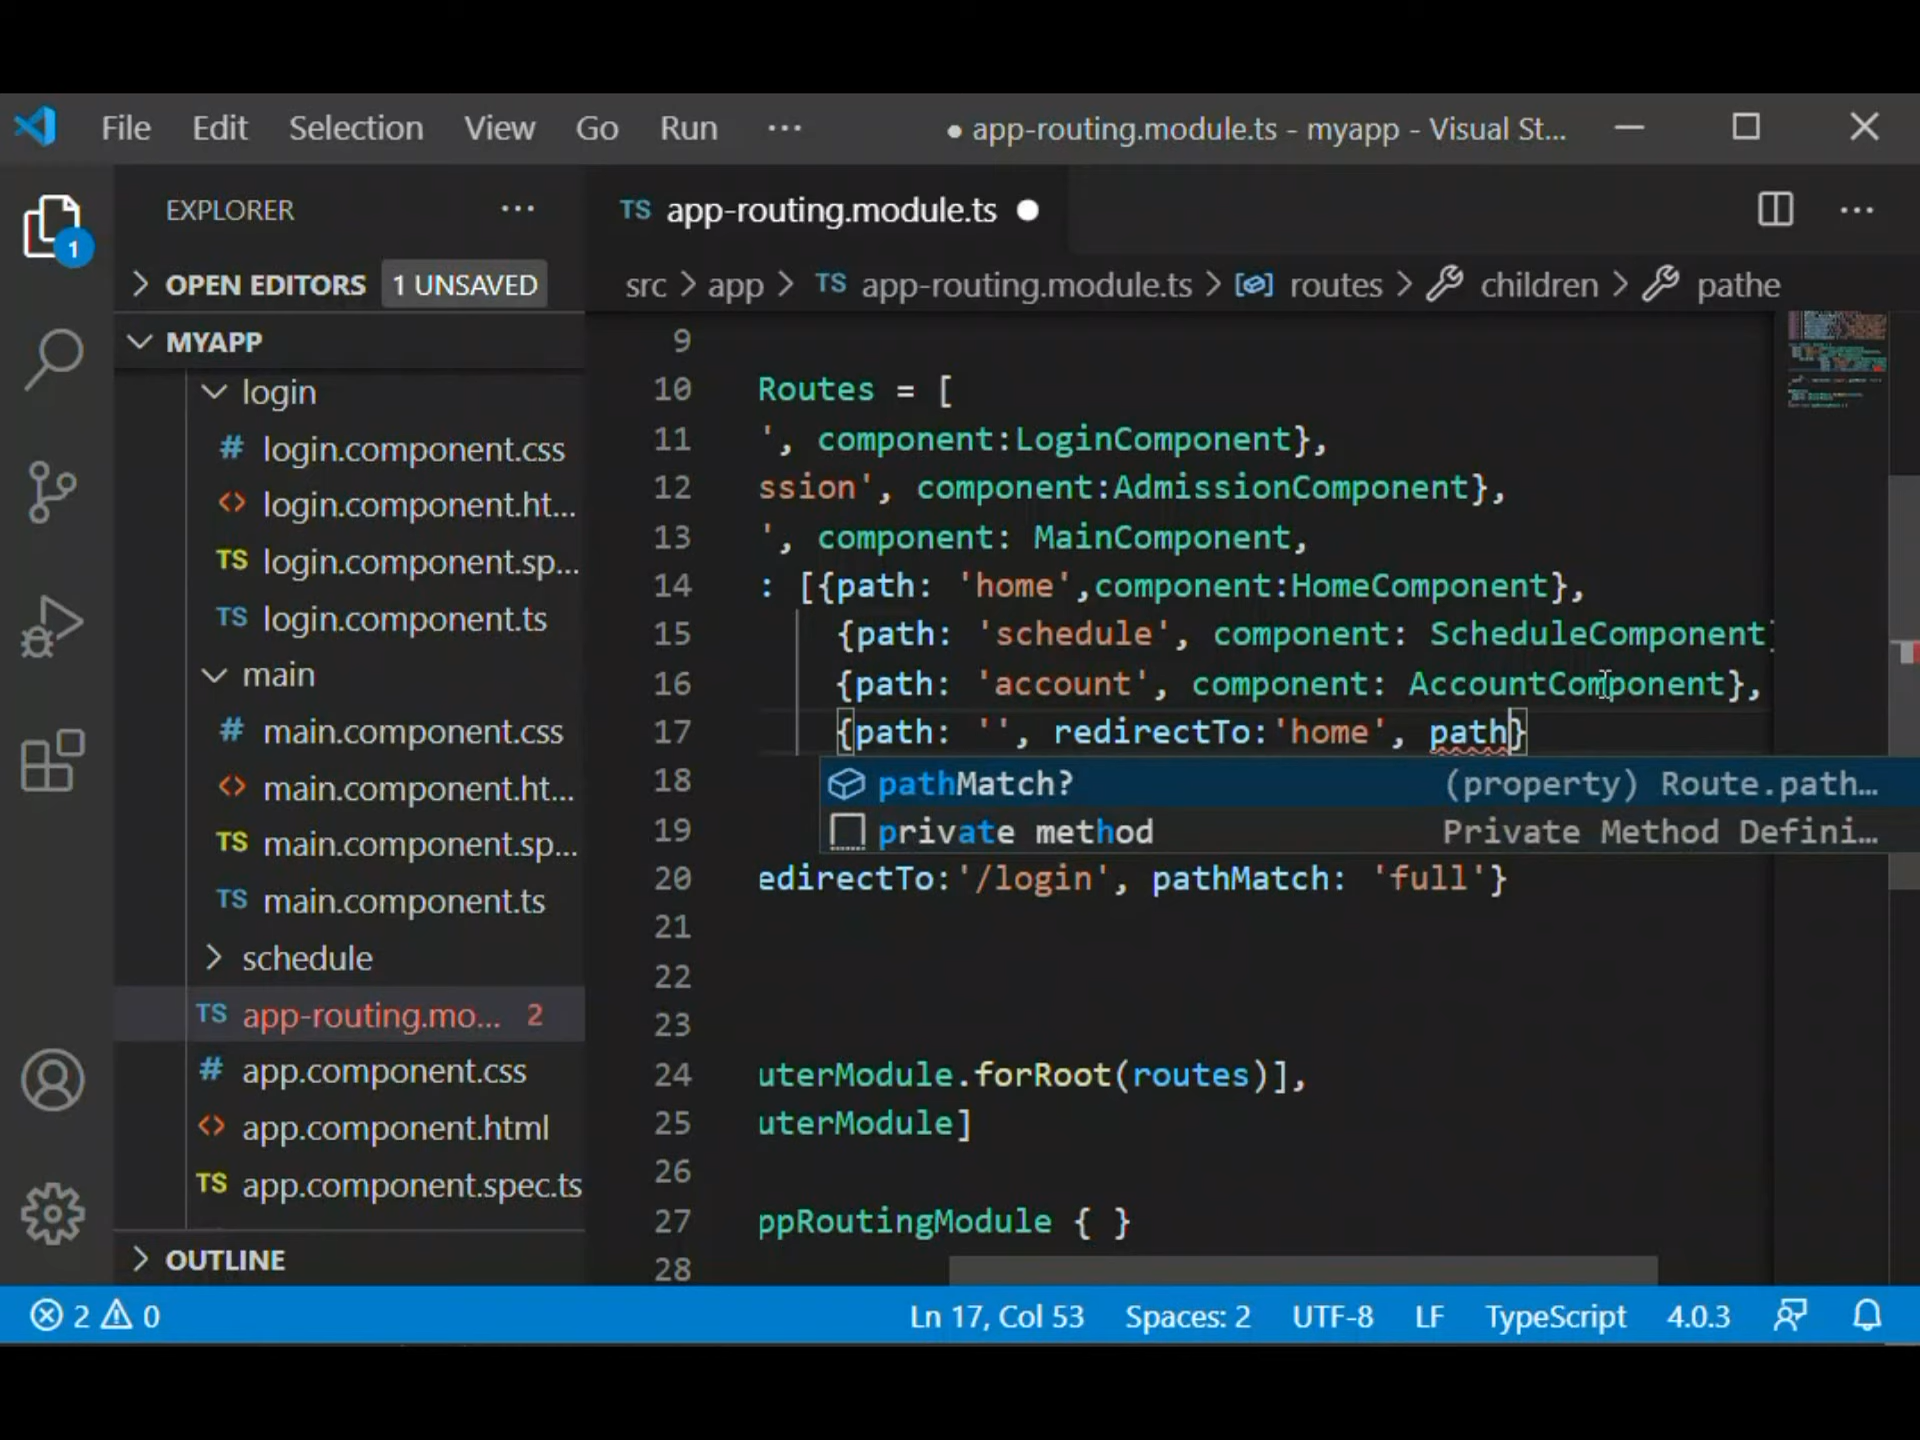 File Edit Selection View Go Run ··· ● app-routing.module.ts - myapp - Visual St...
EXPLORER ···
OPEN EDITORS 1 UNSAVED
MYAPP
login
# login.component.css
<> login.component.ht...
TS login.component.sp...
TS login.component.ts
main
# main.component.css
<> main.component.ht...
TS main.component.sp...
TS main.component.ts
schedule
TS app-routing.mo... 2
# app.component.css
<> app.component.html
TS app.component.spec.ts
OUTLINE
1
TS app-routing.module.ts ● ···
src > app > TS app-routing.module.ts > routes > children > pathe
9
10 Routes = [
11 ', component:LoginComponent},
12 ssion', component:AdmissionComponent},
13 ', component: MainComponent,
14 : [{path: 'home',component:HomeComponent},
15 {path: 'schedule', component: ScheduleComponent}
16 {path: 'account', component: AccountComponent},
17 {path: '', redirectTo:'home', path}
18
pathMatch? (property) Route.path...
19
private method Private Method Defini...
20 edirectTo:'/login', pathMatch: 'full'}
21
22
23
24 uterModule.forRoot(routes)],
25 uterModule]
26
27 ppRoutingModule { }
28
2 0 Ln 17, Col 53 Spaces: 2 UTF-8 LF TypeScript 4.0.3